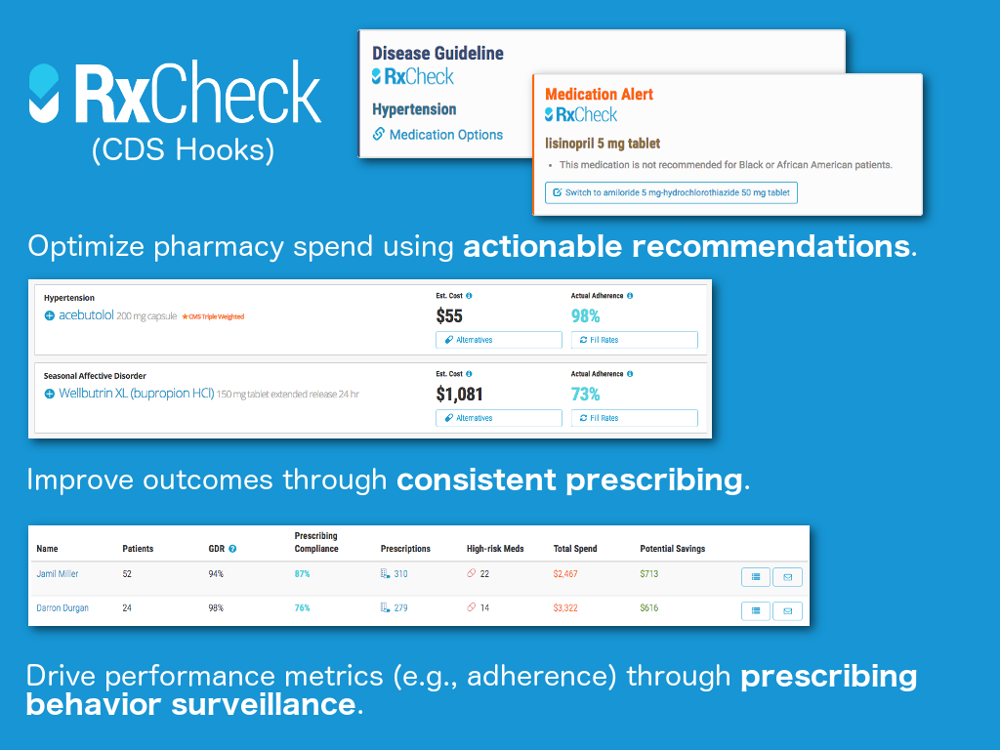 RxCheck
(CDS Hooks)
Disease Guideline
RxCheck
Hypertension
Medication Options
Medication Alert
RxCheck
lisinopril 5 mg tablet
• This medication is not recommended for Black or African American patients.
Switch to amiloride 5 mg-hydrochlorothiazide 50 mg tablet
Optimize pharmacy spend using actionable recommendations.
Hypertension Est. Cost Actual Adherence
acebutolol 200 mg capsule ★CMS Triple Weighted $55 98%
Alternatives Fill Rates
Seasonal Affective Disorder Est. Cost Actual Adherence
Wellbutrin XL (bupropion HCl) 150 mg tablet extended release 24 hr $1,081 73%
Alternatives Fill Rates
Improve outcomes through consistent prescribing.
Prescribing
Name Patients GDR Compliance Prescriptions High-risk Meds Total Spend Potential Savings
Jamil Miller 52 94% 87% 310 22 $2,467 $713
Darron Durgan 24 98% 76% 279 14 $3,322 $616
Drive performance metrics (e.g., adherence) through prescribing
behavior surveillance.